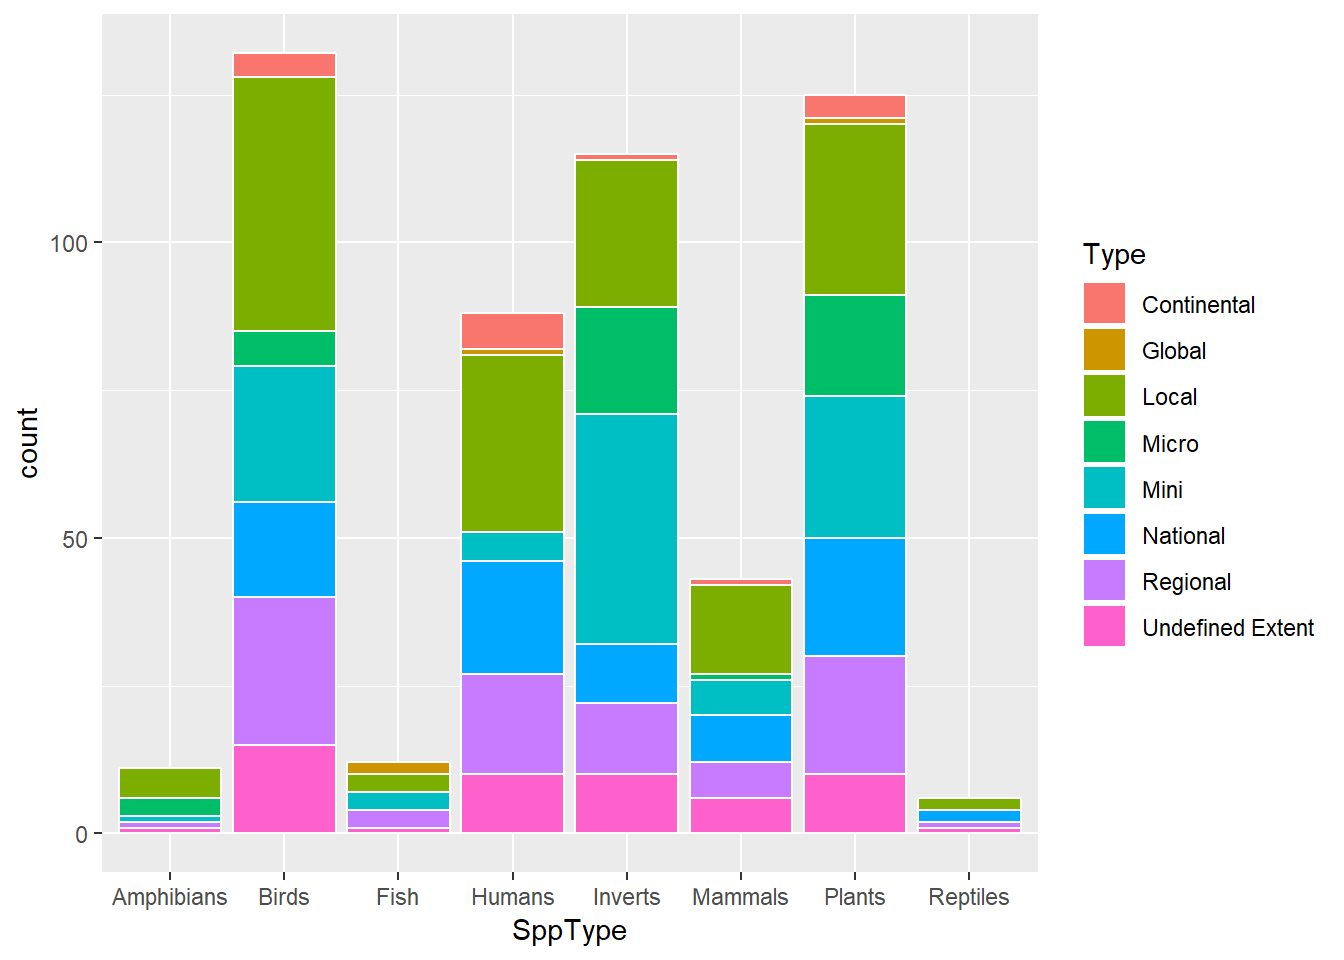 100
50
0
count
Amphibians Birds Fish Humans Inverts Mammals Plants Reptiles
SppType
Type
Continental
Global
Local
Micro
Mini
National
Regional
Undefined Extent